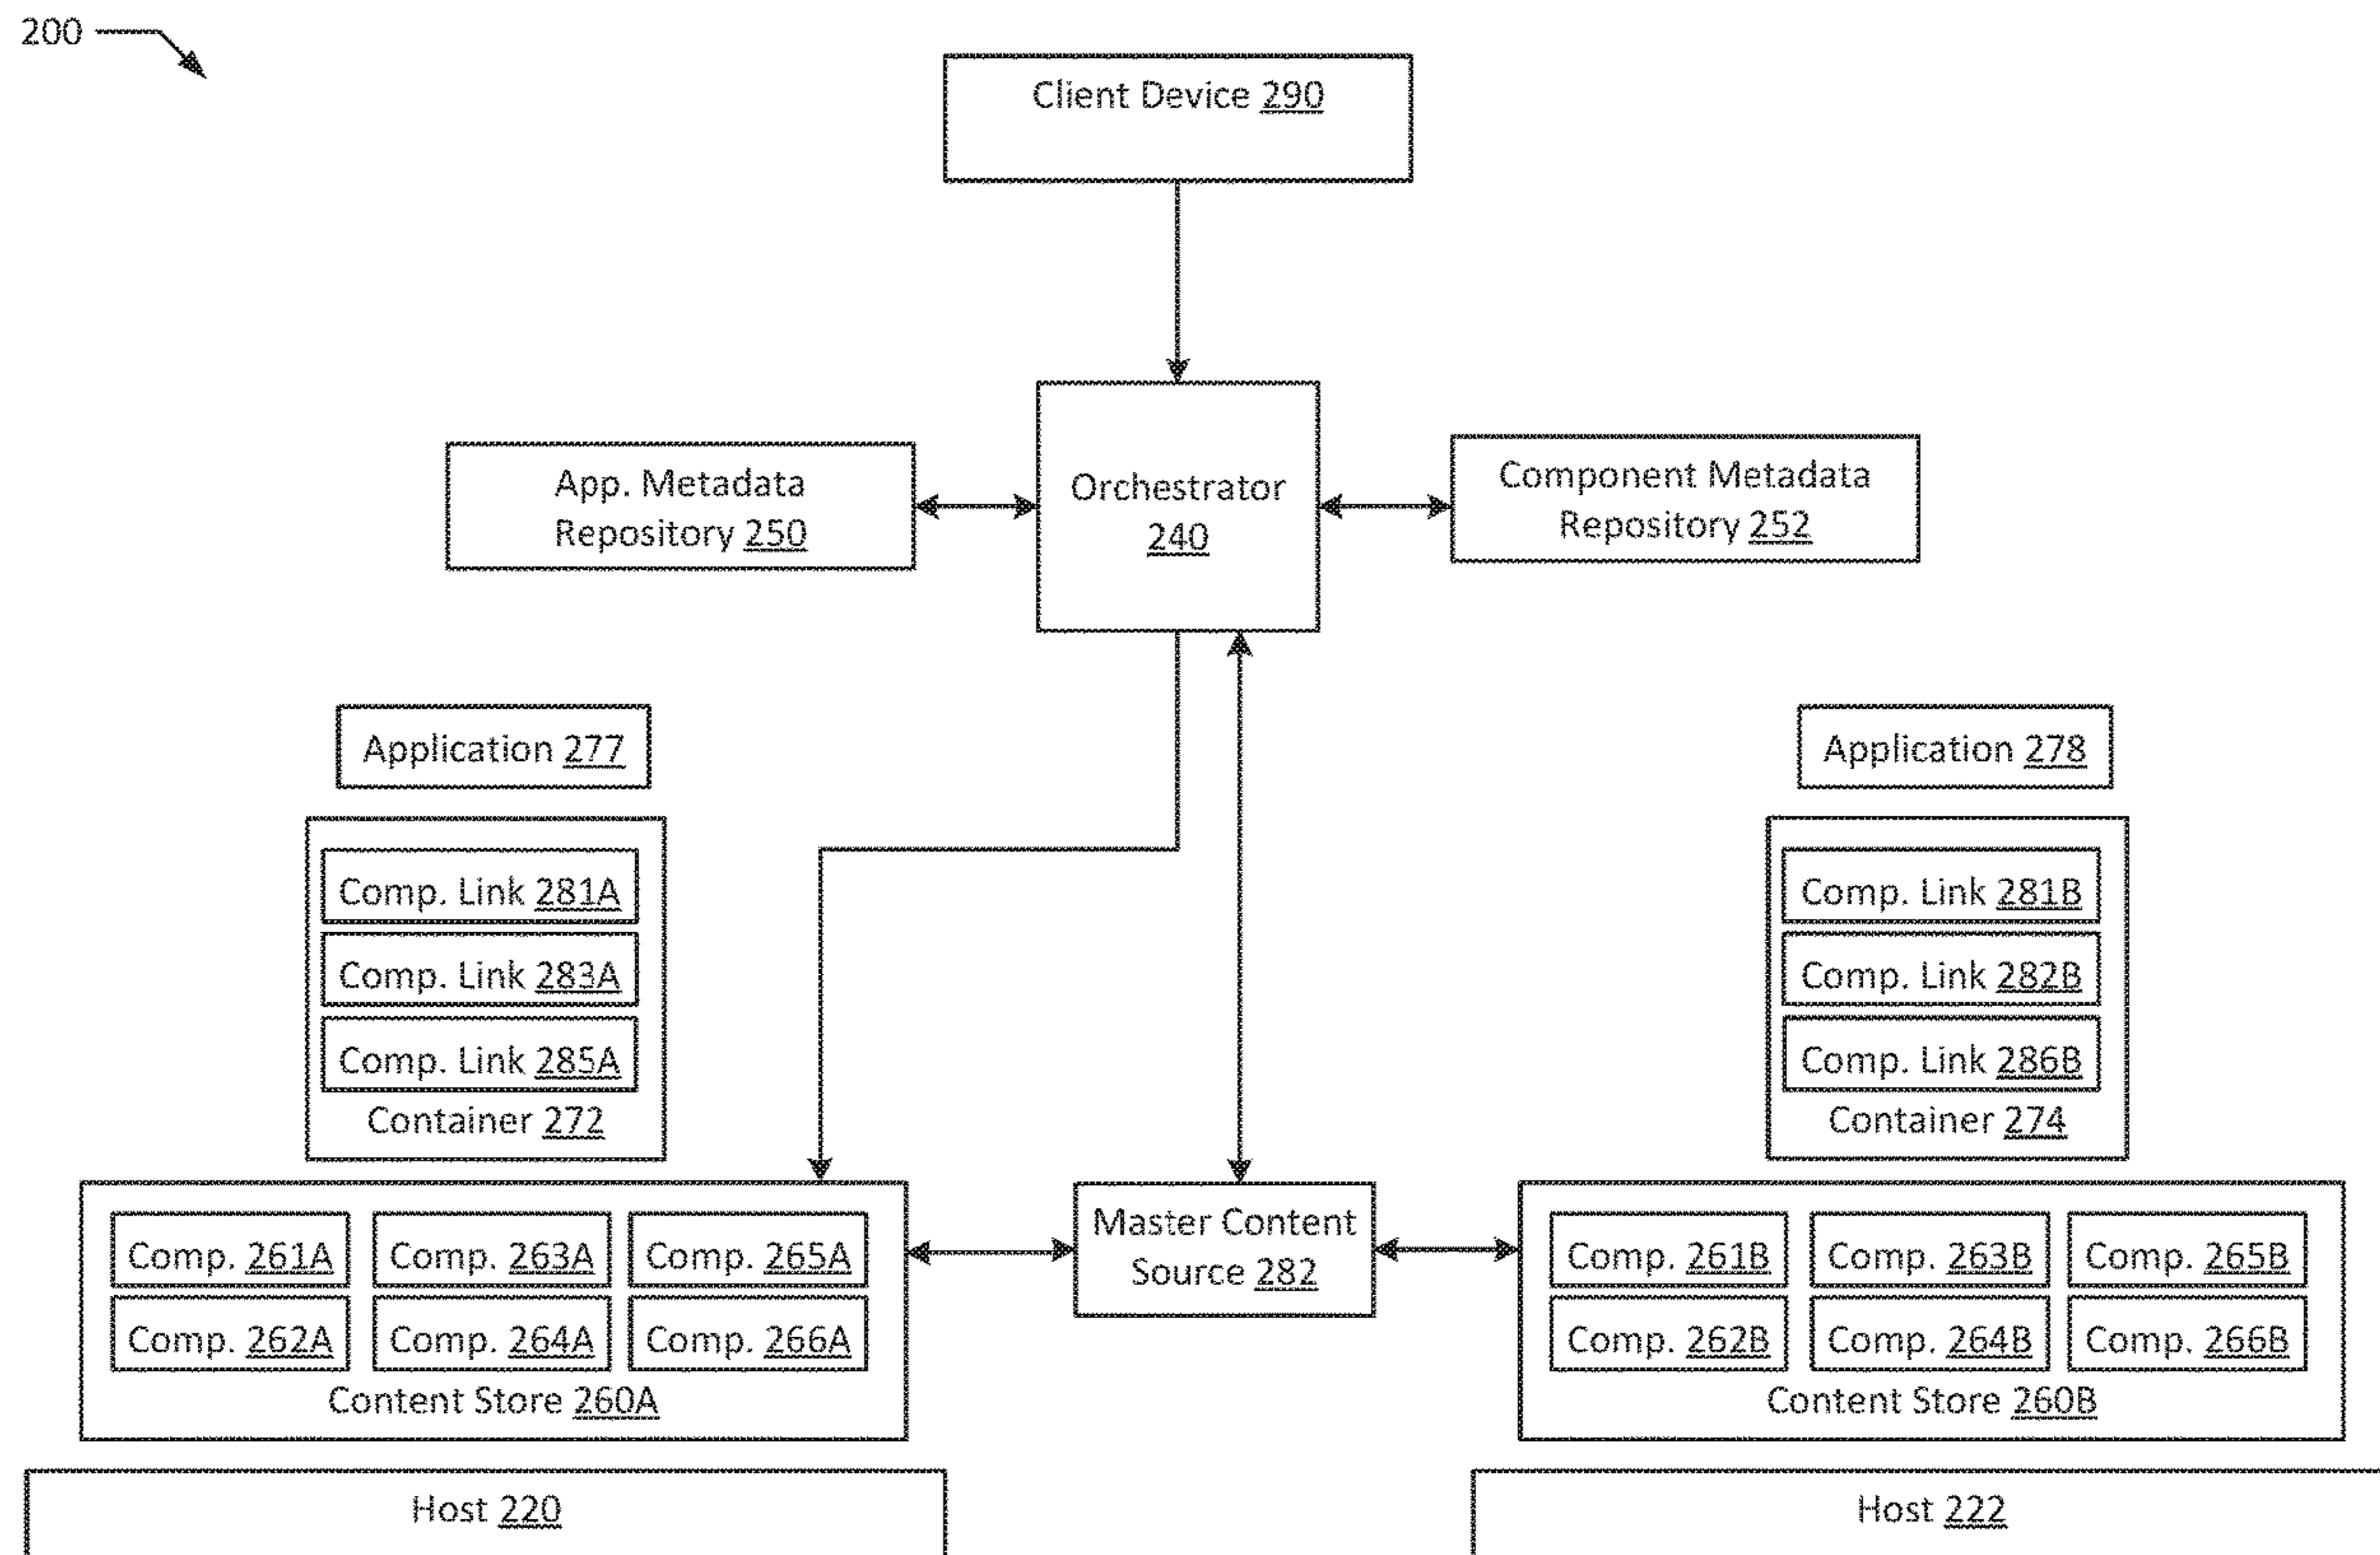 200
Client Device 290
App. Metadata
Repository 250
Orchestrator
240
Component Metadata
Repository 252
Application 277
Application 278
Comp. Link 281A
Comp. Link 283A
Comp. Link 285A
Container 272
Comp. Link 281B
Comp. Link 282B
Comp. Link 286B
Container 274
Comp. 261A
Comp. 263A
Comp. 265A
Comp. 262A
Comp. 264A
Comp. 266A
Content Store 260A
Master Content
Source 282
Comp. 261B
Comp. 263B
Comp. 265B
Comp. 262B
Comp. 264B
Comp. 266B
Content Store 260B
Host 220
Host 222